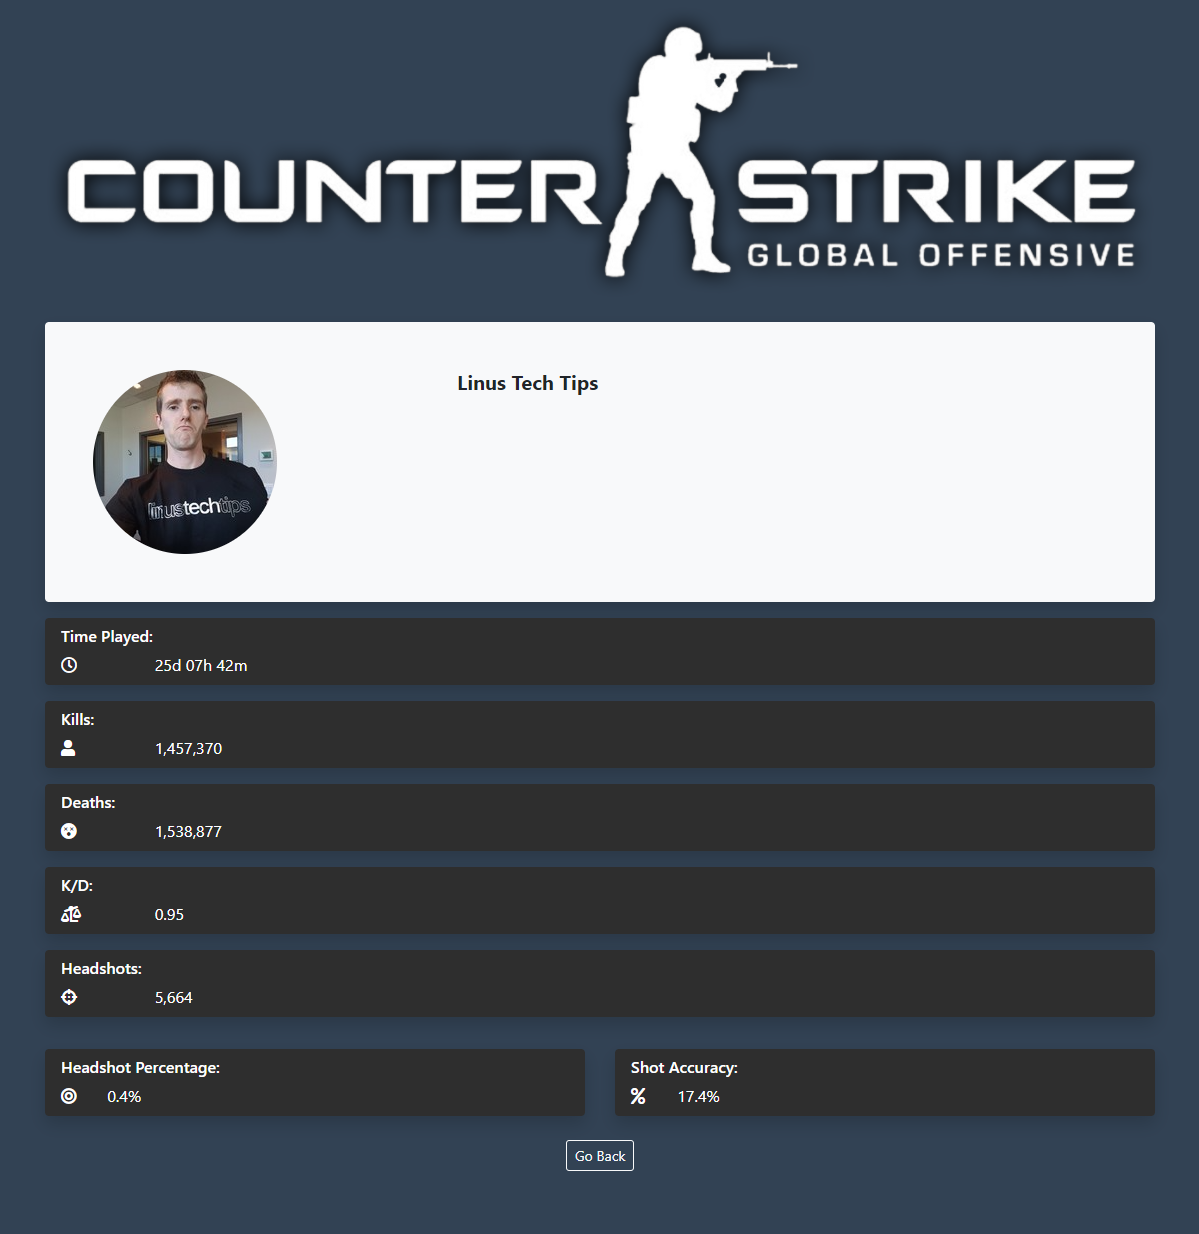 COUNTER STRIKE
GLOBAL OFFENSIVE
Linus Tech Tips
linustechtips
Time Played:
25d 07h 42m
Kills:
1,457,370
Deaths:
1,538,877
K/D:
0.95
Headshots:
5,664
Headshot Percentage:
0.4%
Shot Accuracy:
17.4%
Go Back